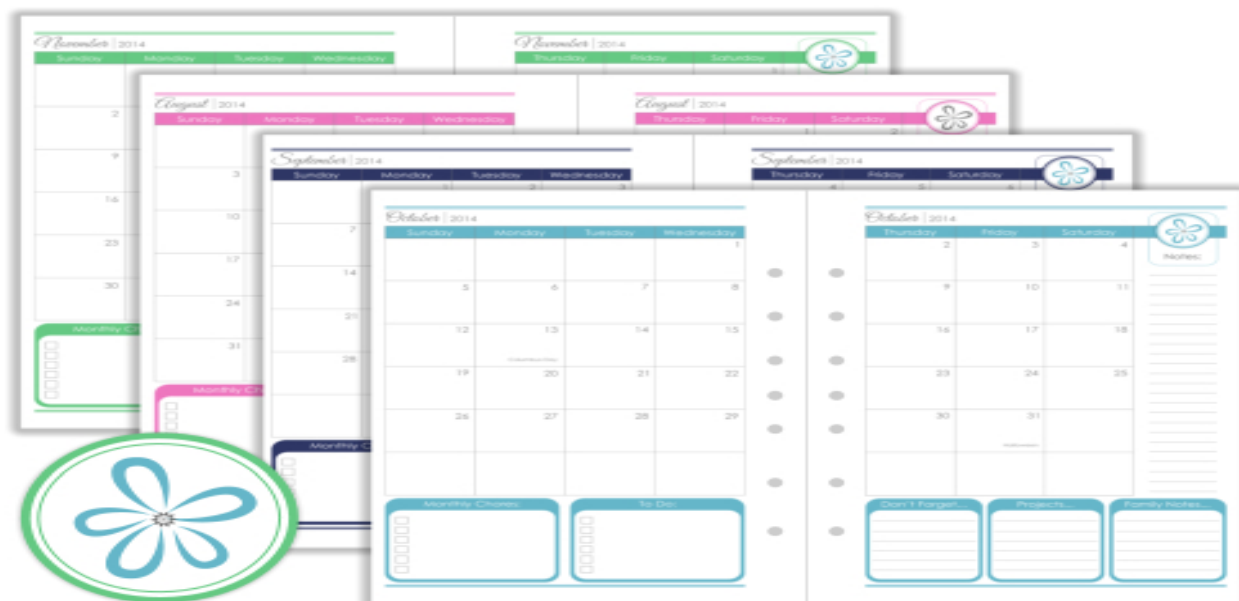 November | 2014
November | 2014
Sunday Monday Tuesday Wednesday
Thursday Friday Saturday
1
2
9
16
23
30
Monthly
August | 2014
August | 2014
Sunday Monday Tuesday Wednesday
Thursday Friday Saturday
1 2
3
10
17
24
31
Monthly
September | 2014
September | 2014
Sunday Monday Tuesday Wednesday
Thursday Friday Saturday
1 2 3
4 5 6
7
14
21
28
Monthly
October | 2014
October | 2014
Sunday Monday Tuesday Wednesday
Thursday Friday Saturday
Notes:
1
2 3 4
5 6 7 8
9 10 11
12 13 14 15
16 17 18
19 20 21 22
23 24 25
26 27 28 29
30 31
Monthly Chores:
To Do:
Don't Forget...
Projects...
Family Notes...